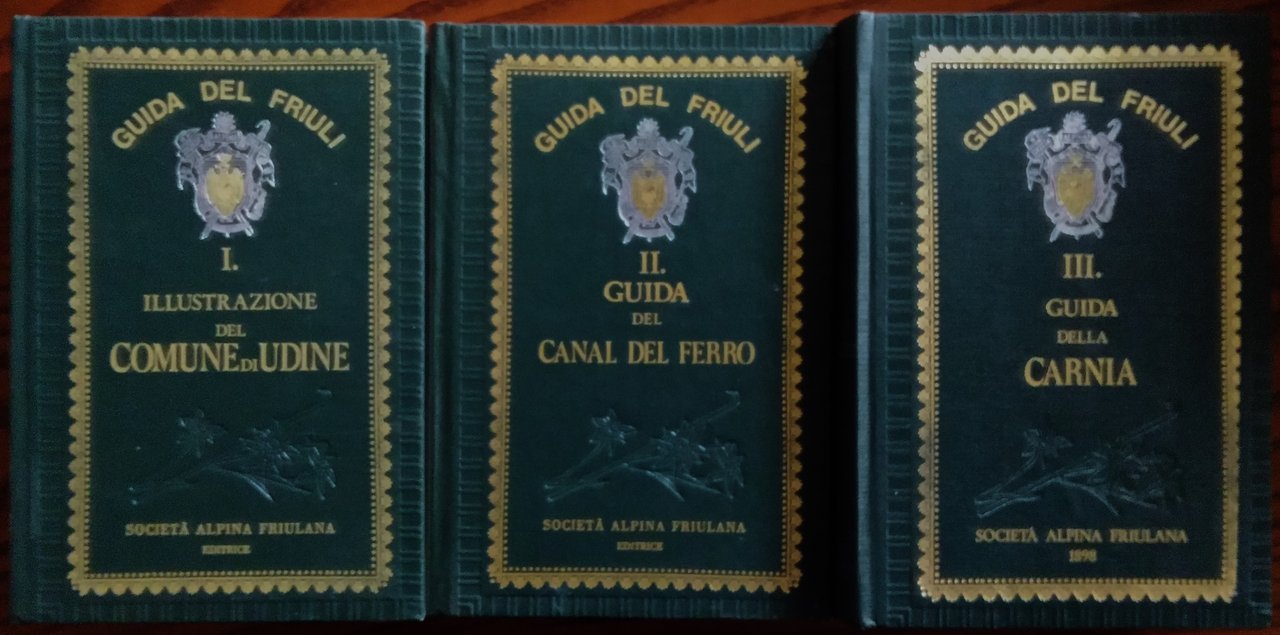 GUIDA DEL FRIULI
I.
ILLUSTRAZIONE
DEL
COMUNE DI UDINE
SOCIETÀ ALPINA FRIULANA
EDITRICE
GUIDA DEL FRIULI
II.
GUIDA
DEL
CANAL DEL FERRO
SOCIETÀ ALPINA FRIULANA
EDITRICE
GUIDA DEL FRIULI
III.
GUIDA
DELLA
CARNIA
SOCIETÀ ALPINA FRIULANA
1898